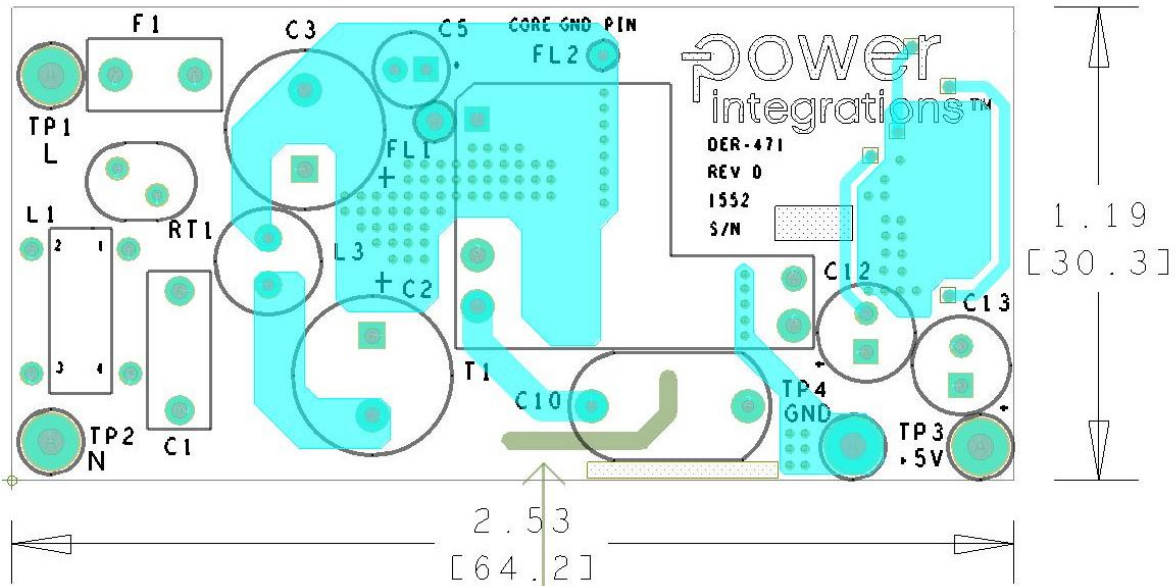 F1
C3
C5
CORE GND PIN
FL2
power
integrations™
TP1
L
FL1
+
DER-471
REV 0
1552
S/N
L1
RT1
2
1
L3
+
C2
C12
C13
3
4
T1
C10
TP4
GND
+
+
TP2
N
C1
TP3
+5V
1.19
[30.3]
2.53
[64.2]